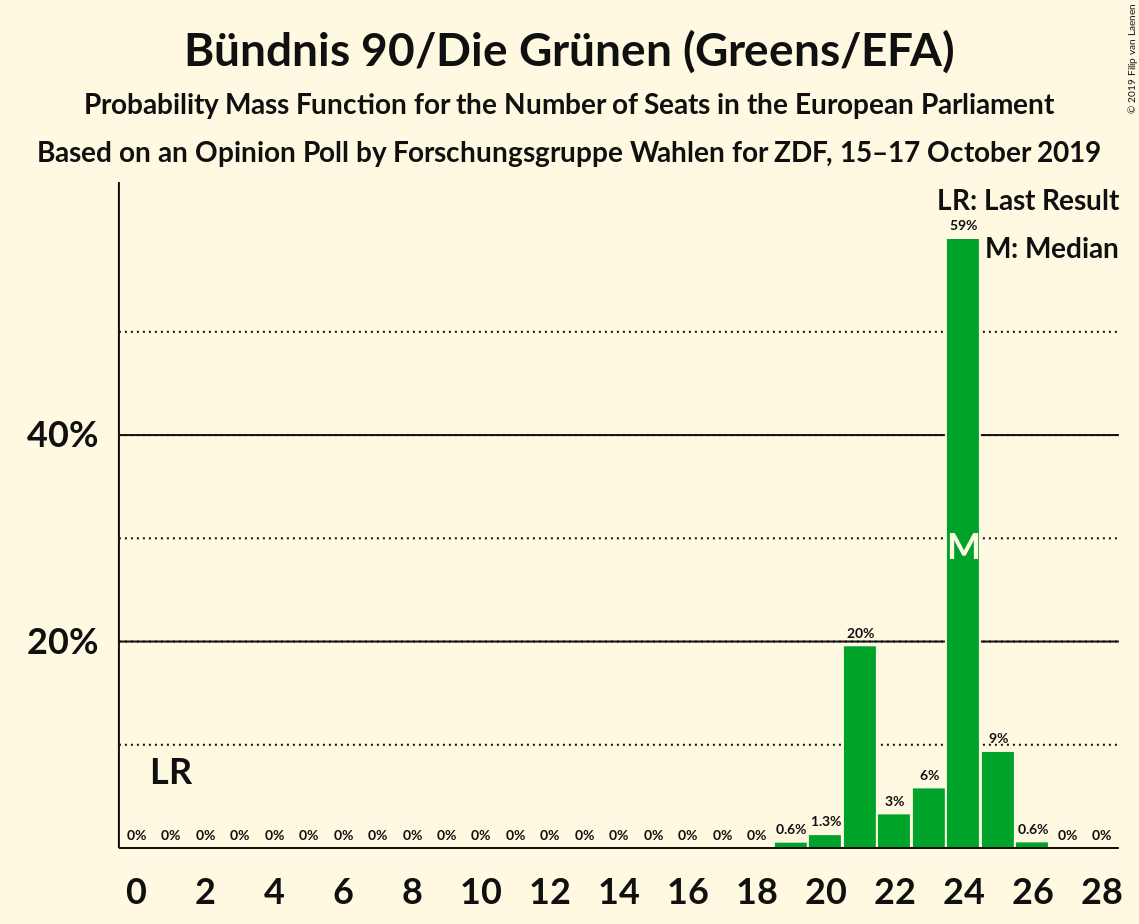 Bündnis 90/Die Grünen (Greens/EFA)
Probability Mass Function for the Number of Seats in the European Parliament
Based on an Opinion Poll by Forschungsgruppe Wahlen for ZDF, 15–17 October 2019
© 2019 Filip van Laenen
LR: Last Result
M: Median
59%
40%
M
20%
20%
9%
LR
6%
3%
1.3%
0% 0% 0% 0% 0% 0% 0% 0% 0% 0% 0% 0% 0% 0% 0% 0% 0% 0% 0% 0.6% 0.6% 0% 0%
0 2 4 6 8 10 12 14 16 18 20 22 24 26 28